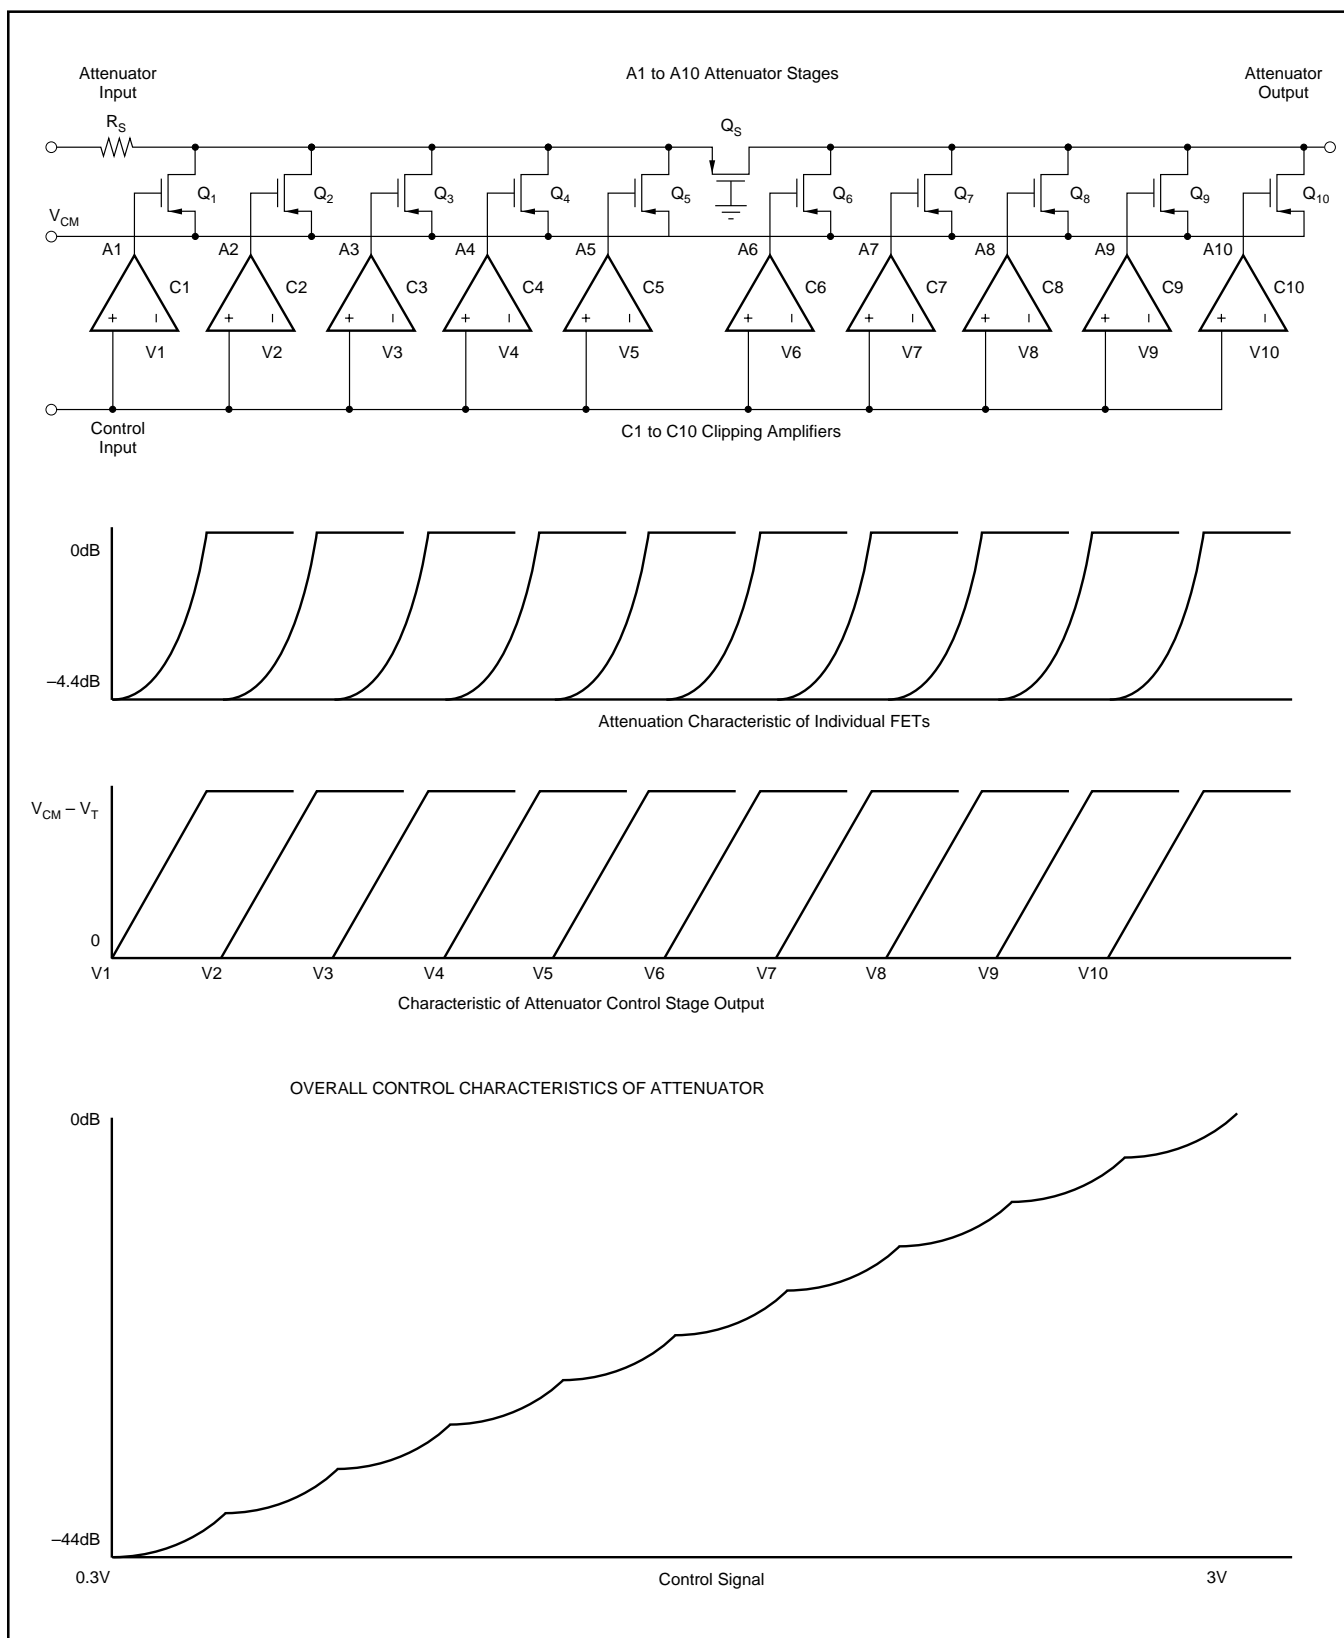 Attenuator
Input
A1 to A10 Attenuator Stages
Attenuator
Output
RS
QS
Q1 Q2 Q3 Q4 Q5 Q6 Q7 Q8 Q9 Q10
VCM
A1 A2 A3 A4 A5 A6 A7 A8 A9 A10
C1 C2 C3 C4 C5 C6 C7 C8 C9 C10
+ – + – + – + – + – + – + – + – + – + –
V1 V2 V3 V4 V5 V6 V7 V8 V9 V10
Control
Input
C1 to C10 Clipping Amplifiers
0dB
–4.4dB
Attenuation Characteristic of Individual FETs
VCM – VT
0
V1 V2 V3 V4 V5 V6 V7 V8 V9 V10
Characteristic of Attenuator Control Stage Output
OVERALL CONTROL CHARACTERISTICS OF ATTENUATOR
0dB
–44dB
0.3V
Control Signal
3V